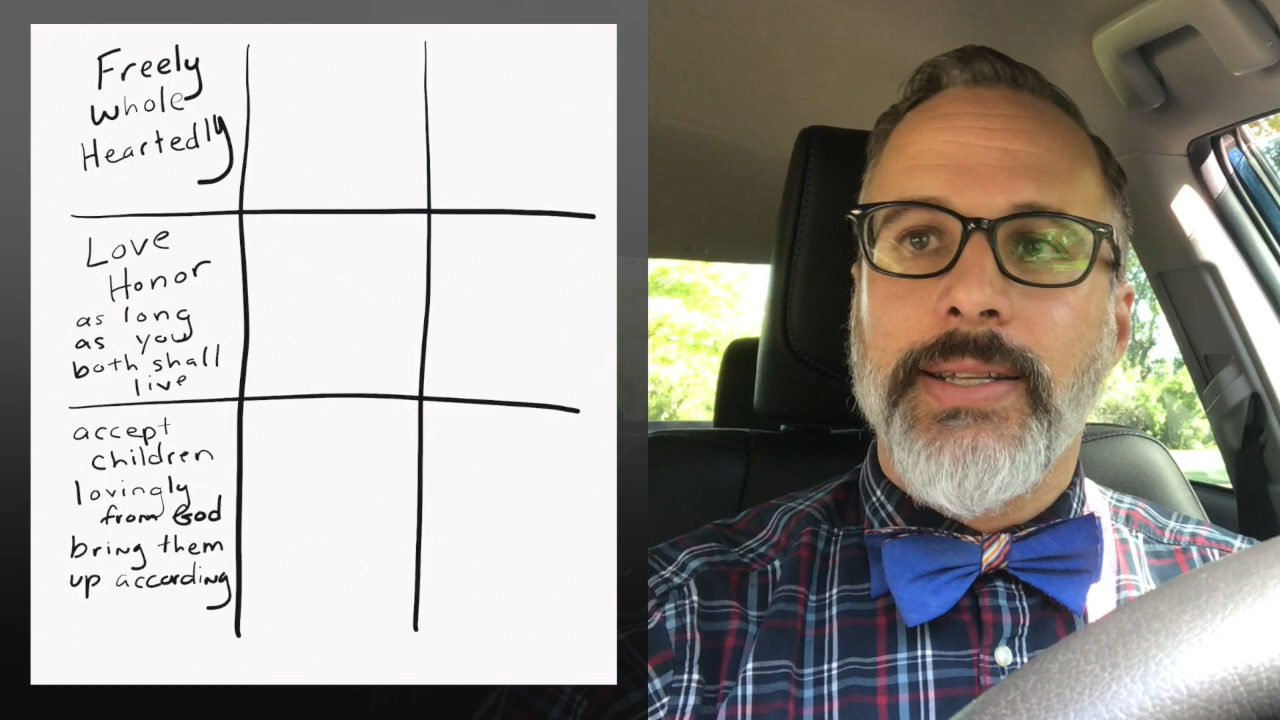 Freely
whole
Heartedly
Love
Honor
as long
as you
both shall
live
accept
children
lovingly
from God
bring them
up according